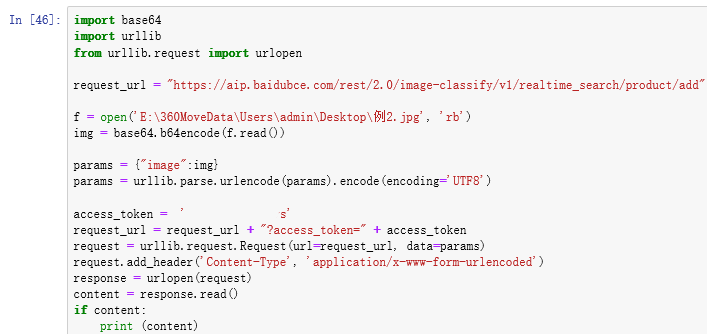 In [46]:
import base64
import urllib
from urllib.request import urlopen
request_url = "https://aip.baidubce.com/rest/2.0/image-classify/v1/realtime_search/product/add"
f = open('E:\360MoveData\Users\admin\Desktop\例2.jpg', 'rb')
img = base64.b64encode(f.read())
params = {"image":img}
params = urllib.parse.urlencode(params).encode(encoding='UTF8')
access_token = '               s'
request_url = request_url + "?access_token=" + access_token
request = urllib.request.Request(url=request_url, data=params)
request.add_header('Content-Type', 'application/x-www-form-urlencoded')
response = urlopen(request)
content = response.read()
if content:
    print (content)